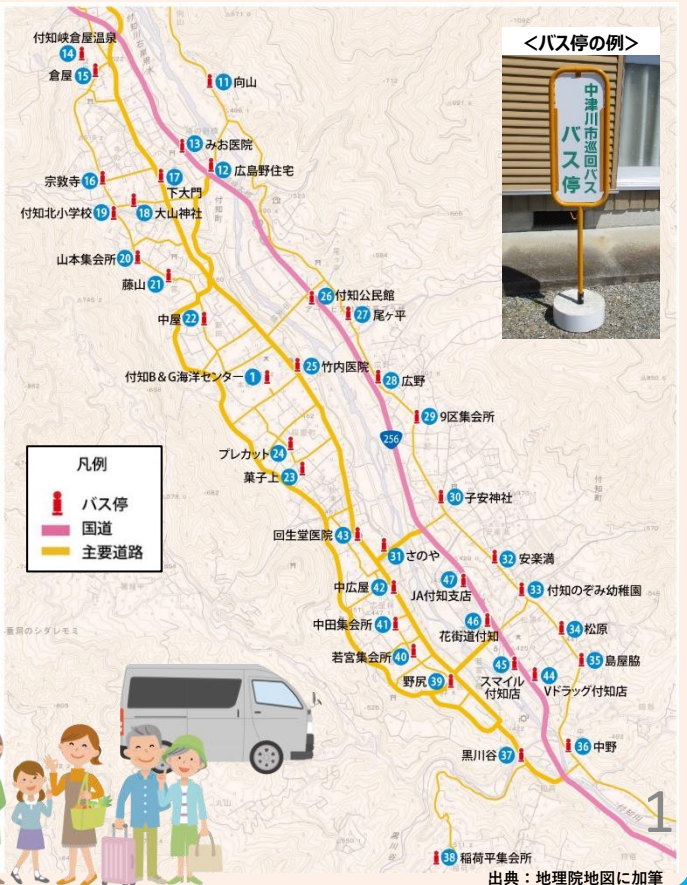 付知峡倉屋温泉
14
倉屋 15
11 向山
13 みお医院
12 広島野住宅
宗敦寺 16
17
下大門
付知北小学校 19
18 大山神社
山本集会所 20
藤山 21
中屋 22
26 付知公民館
27 尾ヶ平
25 竹内医院
付知B&G海洋センター 1
28 広野
29 9区集会所
256
プレカット 24
菓子上 23
30 子安神社
回生堂医院 43
31 さのや
32 安楽満
47
JA付知支店
33 付知のぞみ幼稚園
中広屋 42
46
花街道付知
中田集会所 41
34 松原
若宮集会所 40
35 島屋脇
45
スマイル
付知店
44
Vドラッグ付知店
野尻 39
36 中野
黒川谷 37
38 稲荷平集会所
<バス停の例>
中津川市巡回バス
バス停
凡例
バス停
国道
主要道路
1
出典:地理院地図に加筆